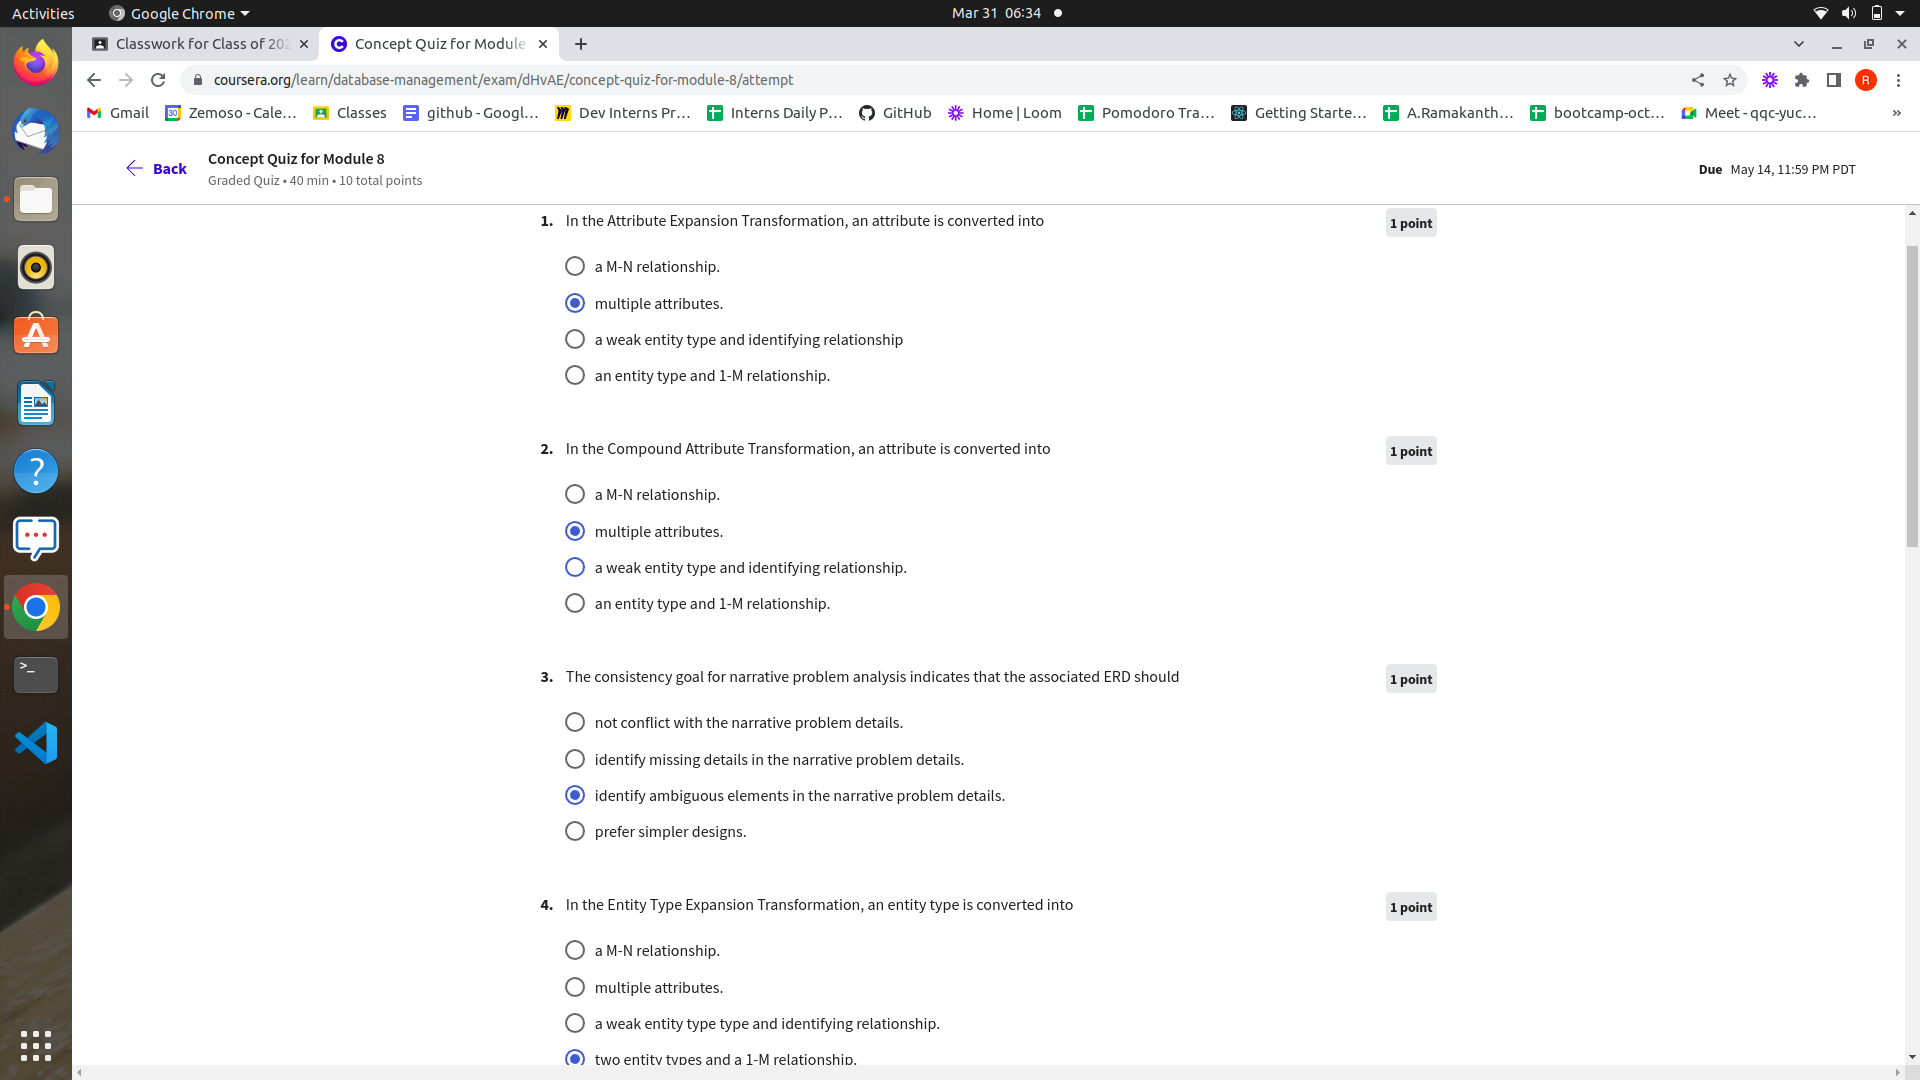 Activities
Google Chrome
Mar 31 06:34
Classwork for Class of 202
Concept Quiz for Module
coursera.org/learn/database-management/exam/dHvAE/concept-quiz-for-module-8/attempt
R
Gmail
30
Zemoso - Cale...
Classes
github - Googl...
Dev Interns Pr...
Interns Daily P...
GitHub
Home | Loom
Pomodoro Tra...
Getting Starte...
A.Ramakanth...
bootcamp-oct...
Meet - qqc-yuc...
»
Back
Concept Quiz for Module 8
Graded Quiz • 40 min • 10 total points
Due May 14, 11:59 PM PDT
1. In the Attribute Expansion Transformation, an attribute is converted into
1 point
a M-N relationship.
multiple attributes.
a weak entity type and identifying relationship
an entity type and 1-M relationship.
2. In the Compound Attribute Transformation, an attribute is converted into
1 point
a M-N relationship.
multiple attributes.
a weak entity type and identifying relationship.
an entity type and 1-M relationship.
3. The consistency goal for narrative problem analysis indicates that the associated ERD should
1 point
not conflict with the narrative problem details.
identify missing details in the narrative problem details.
identify ambiguous elements in the narrative problem details.
prefer simpler designs.
4. In the Entity Type Expansion Transformation, an entity type is converted into
1 point
a M-N relationship.
multiple attributes.
a weak entity type type and identifying relationship.
two entity types and a 1-M relationship.